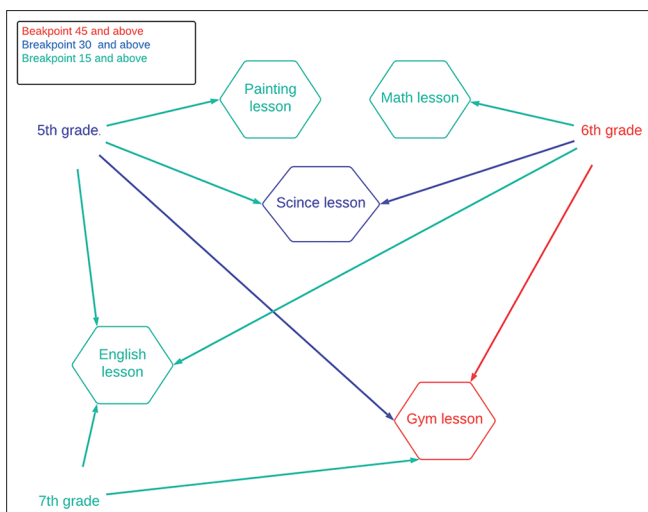 Beakpoint 45 and above
Breakpoint 30 and above
Breakpoint 15 and above
Painting
lesson
Math lesson
5th grade.
6th grade
Scince lesson
English
lesson
Gym lesson
7th grade